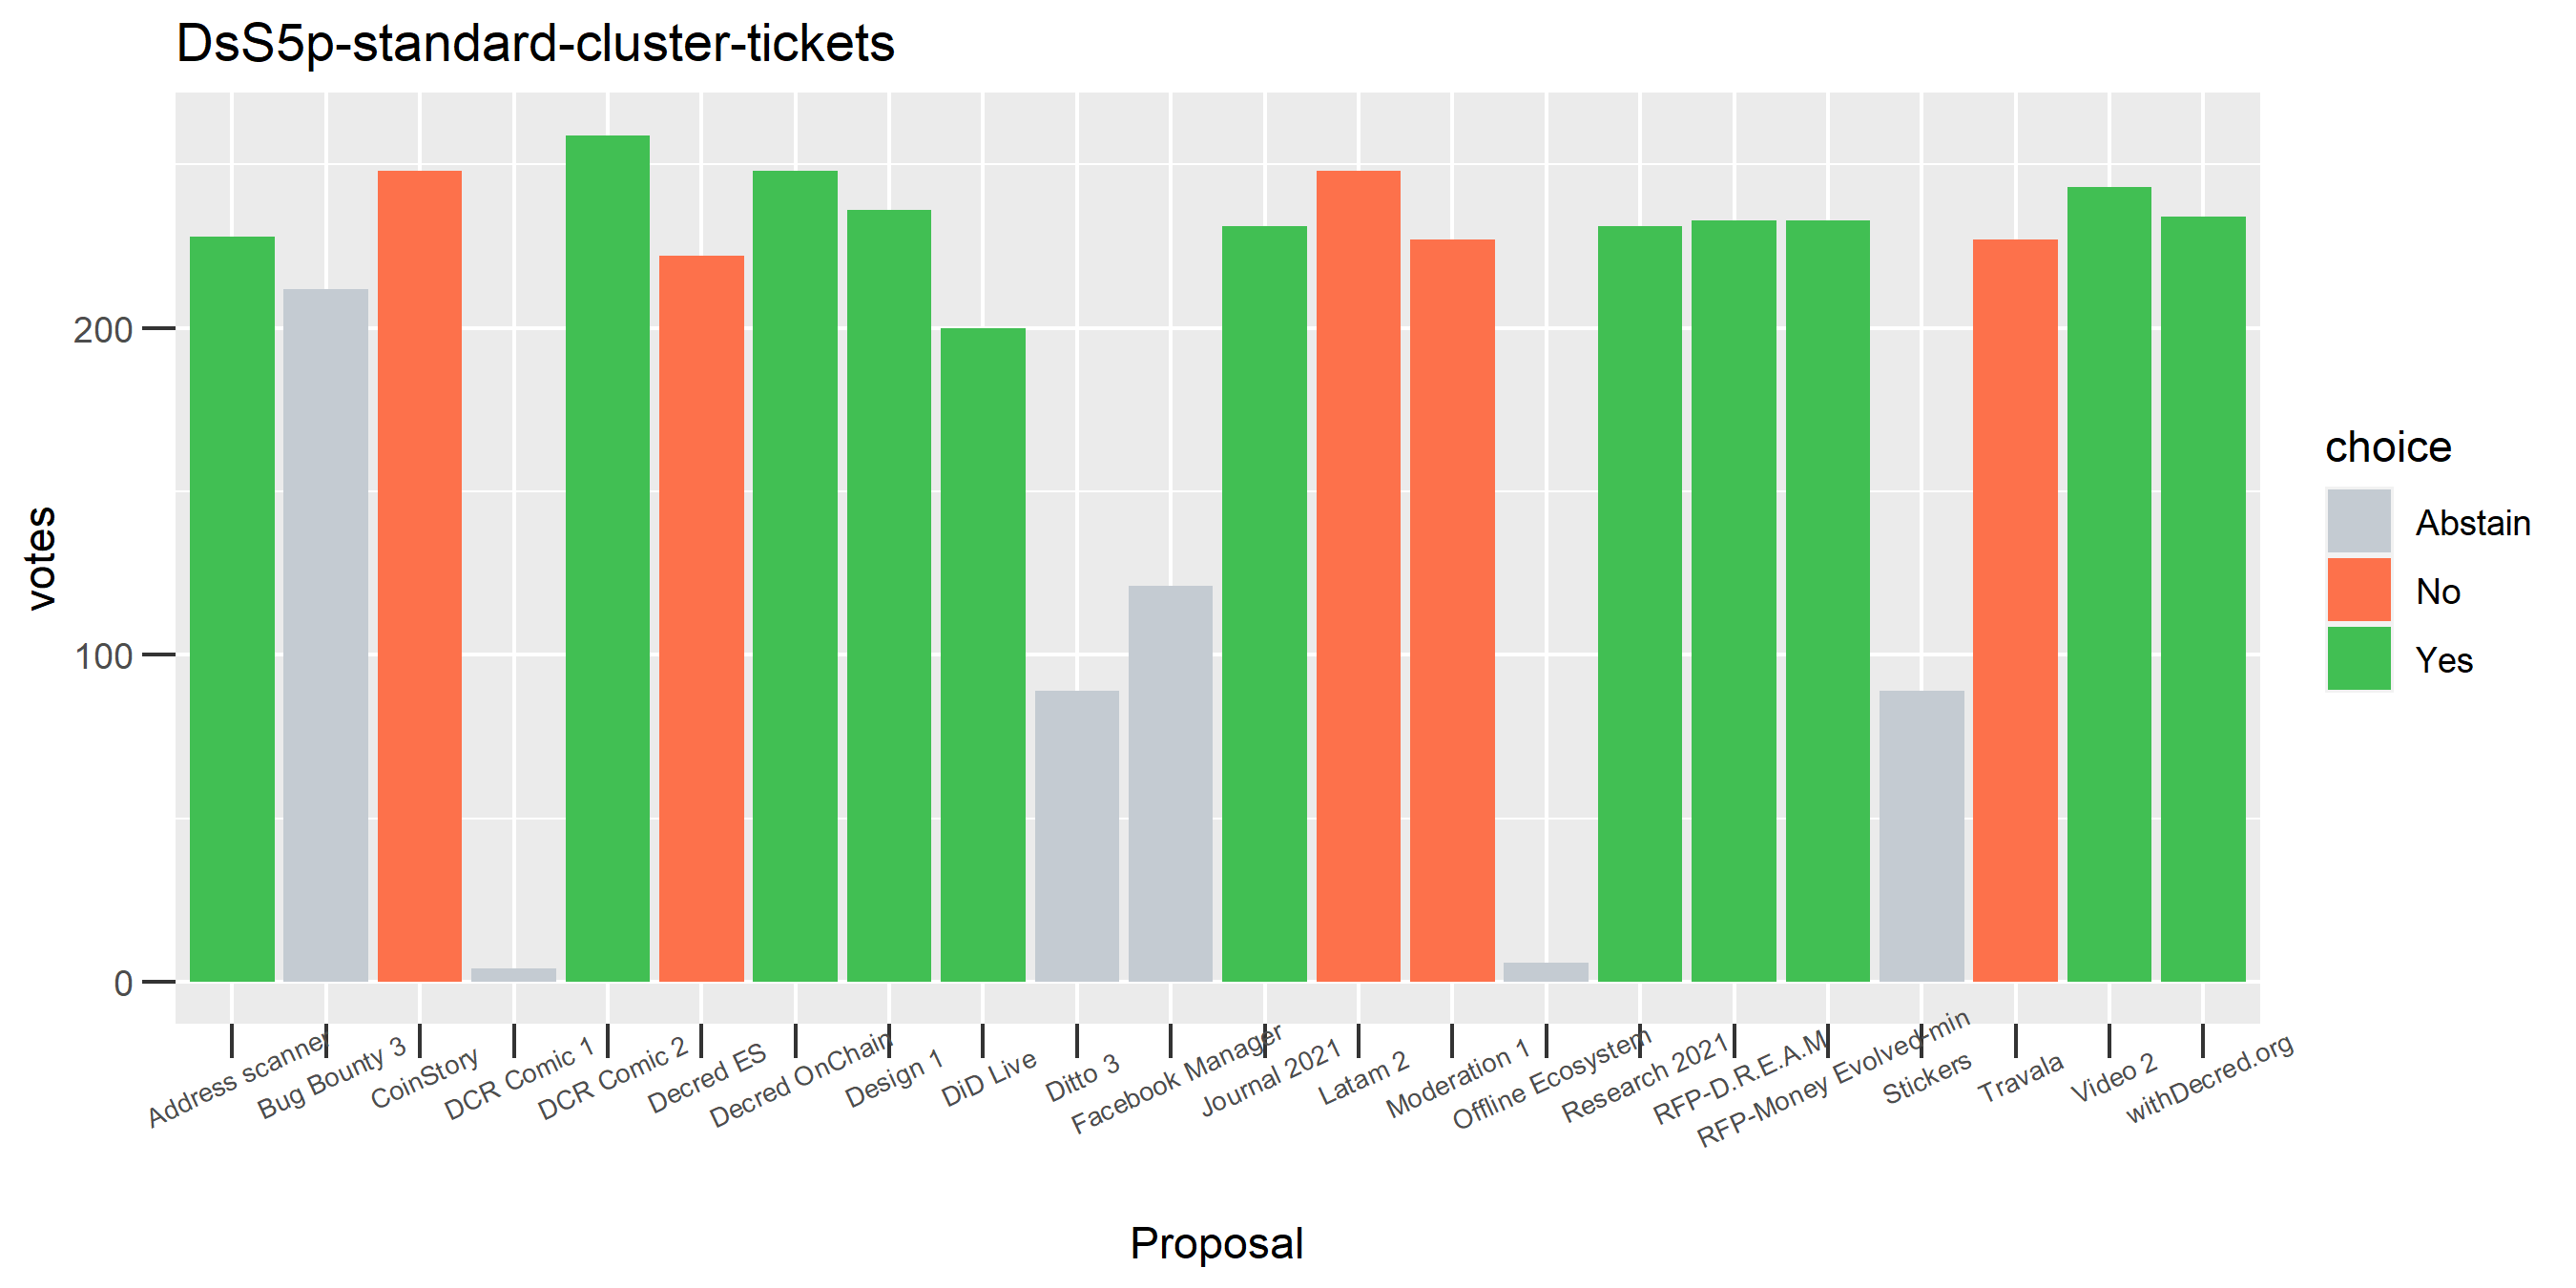 DsS5p-standard-cluster-tickets
votes
200
100
0
Address scanner
Bug Bounty 3
CoinStory
DCR Comic 1
DCR Comic 2
Decred ES
Decred OnChain
Design 1
DiD Live
Ditto 3
Facebook Manager
Journal 2021
Latam 2
Moderation 1
Offline Ecosystem
Research 2021
RFP-D.R.E.A.M
RFP-Money Evolved-min
Stickers
Travala
Video 2
withDecred.org
Proposal
choice
Abstain
No
Yes